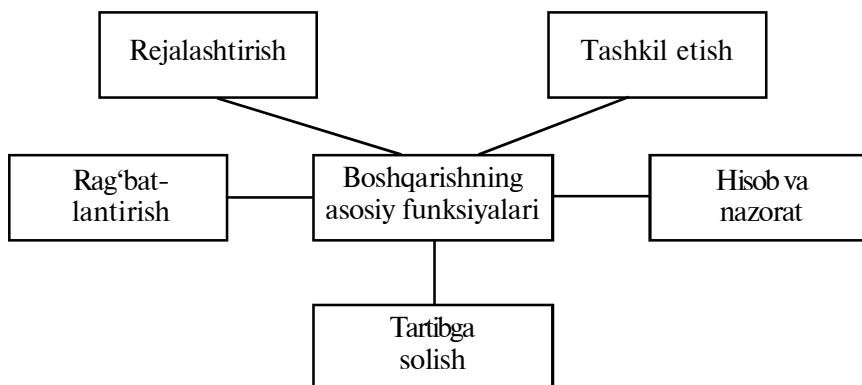 Rejalashtirish
Tashkil etish
Rag‘bat-
lantirish
Boshqarishning
asosiy funksiyalari
Hisob va
nazorat
Tartibga
solish